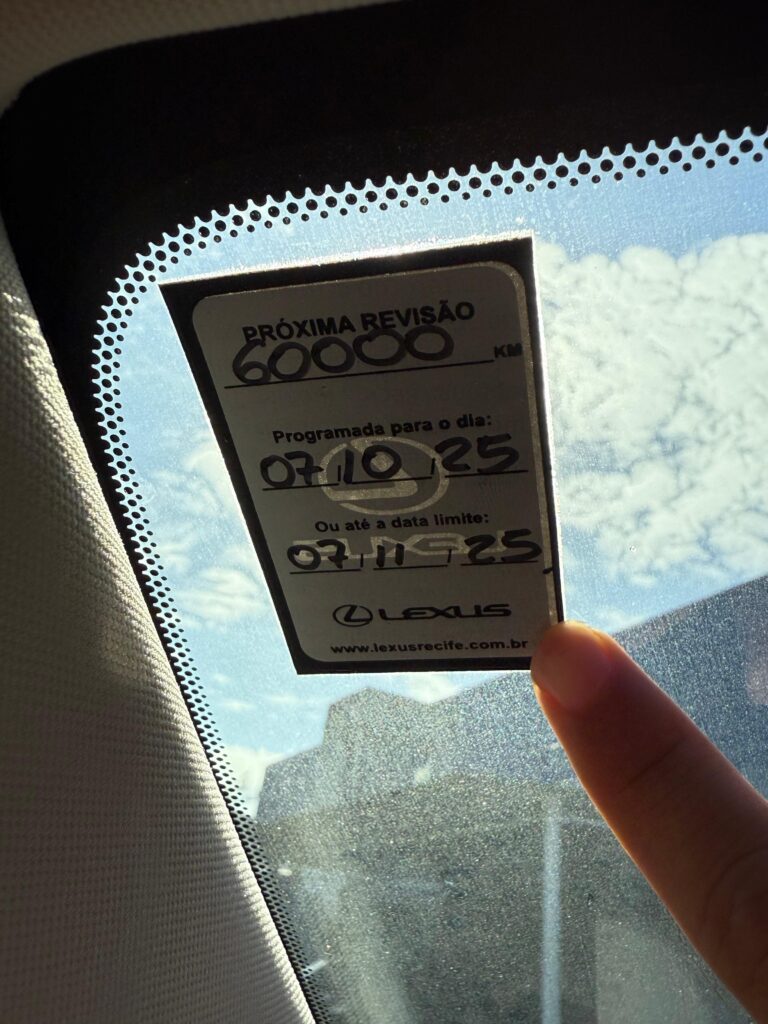 PRÓXIMA REVISÃO
60000 KM
Programada para o dia:
07/10/25
Ou até a data limite:
07/11/25
LEXUS
www.lexusrecife.com.br